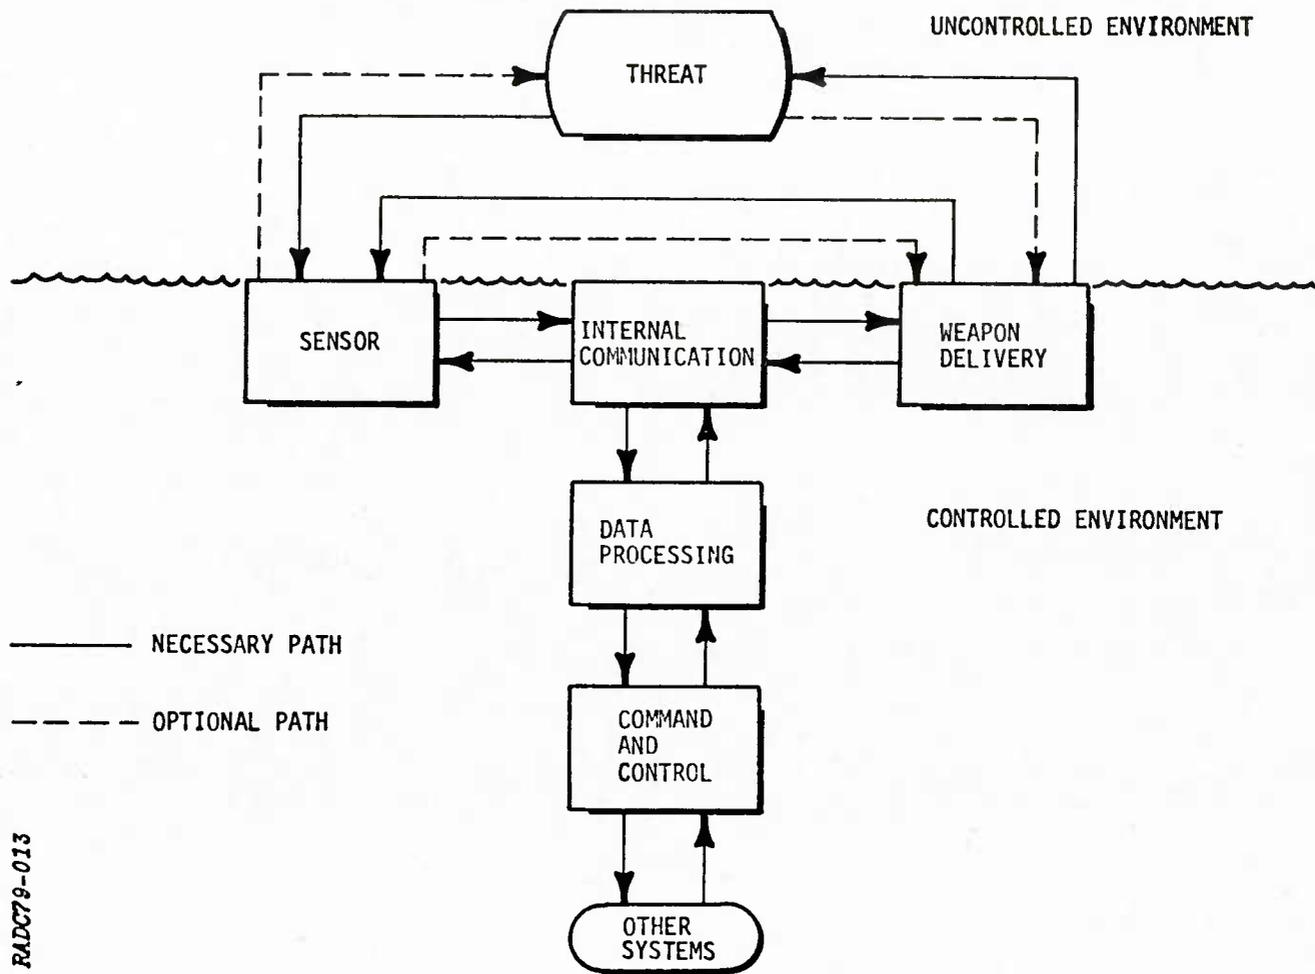 UNCONTROLLED ENVIRONMENT
THREAT
SENSOR
INTERNAL
COMMUNICATION
WEAPON
DELIVERY
DATA
PROCESSING
CONTROLLED ENVIRONMENT
NECESSARY PATH
OPTIONAL PATH
COMMAND
AND
CONTROL
OTHER
SYSTEMS
RADC79-013